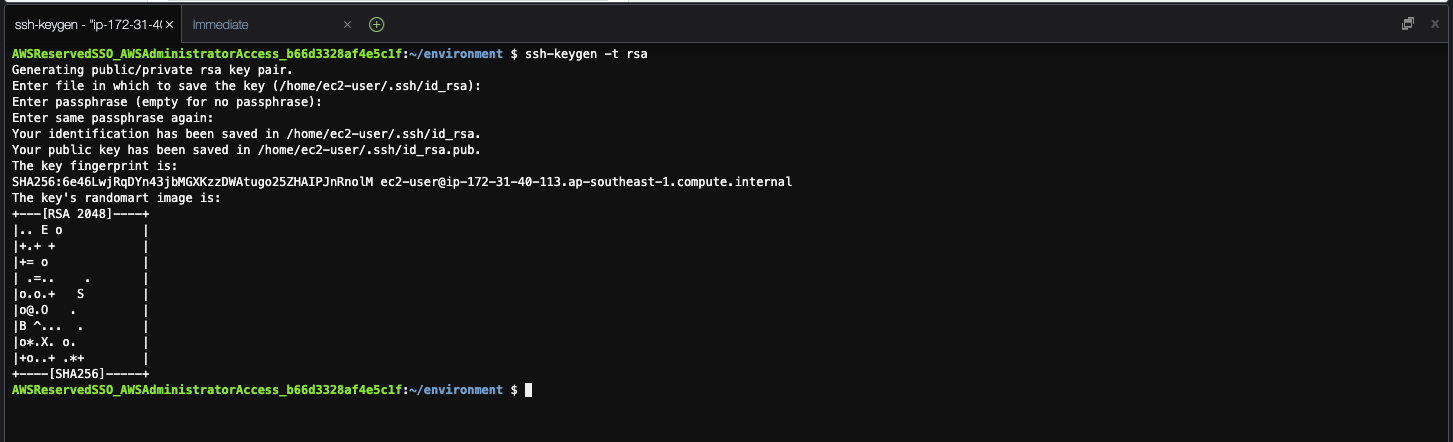 ssh-keygen - "ip-172-31-4( × Immediate ×
AWSReservedSSO_AWSAdministratorAccess_b66d3328af4e5c1f:~/environment $ ssh-keygen -t rsa
Generating public/private rsa key pair.
Enter file in which to save the key (/home/ec2-user/.ssh/id_rsa):
Enter passphrase (empty for no passphrase):
Enter same passphrase again:
Your identification has been saved in /home/ec2-user/.ssh/id_rsa.
Your public key has been saved in /home/ec2-user/.ssh/id_rsa.pub.
The key fingerprint is:
SHA256:6e46LwjRqDYn43jbMGXKzzDWAtugo25ZHAIPJnRnolM ec2-user@ip-172-31-40-113.ap-southeast-1.compute.internal
The key's randomart image is:
+---[RSA 2048]----+
|.. E o           |
|+.+ +            |
|+= o             |
| .=..    .       |
|o.o.+   S        |
|o@.O   .         |
|B ^...  .        |
|o*.X. o.         |
|+o..+ .*+        |
+----[SHA256]-----+
AWSReservedSSO_AWSAdministratorAccess_b66d3328af4e5c1f:~/environment $